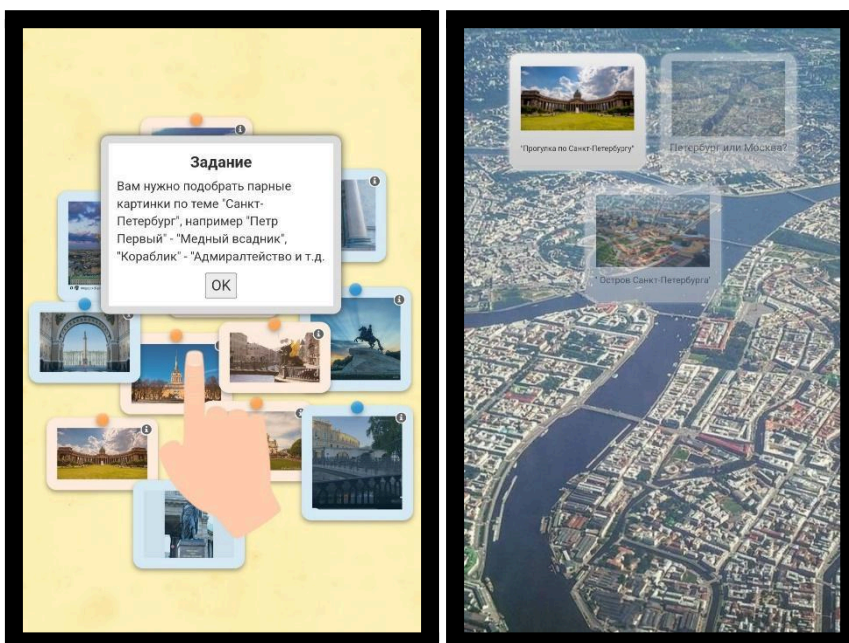 Задание
Вам нужно подобрать парные
картинки по теме "Санкт-
Петербург", например "Петр
Первый" - "Медный всадник",
"Кораблик" - "Адмиралтейство и т.д.
OK
"Прогулка по Санкт-Петербургу"
Петербург или Москва?
" Остров Санкт-Петербурга"